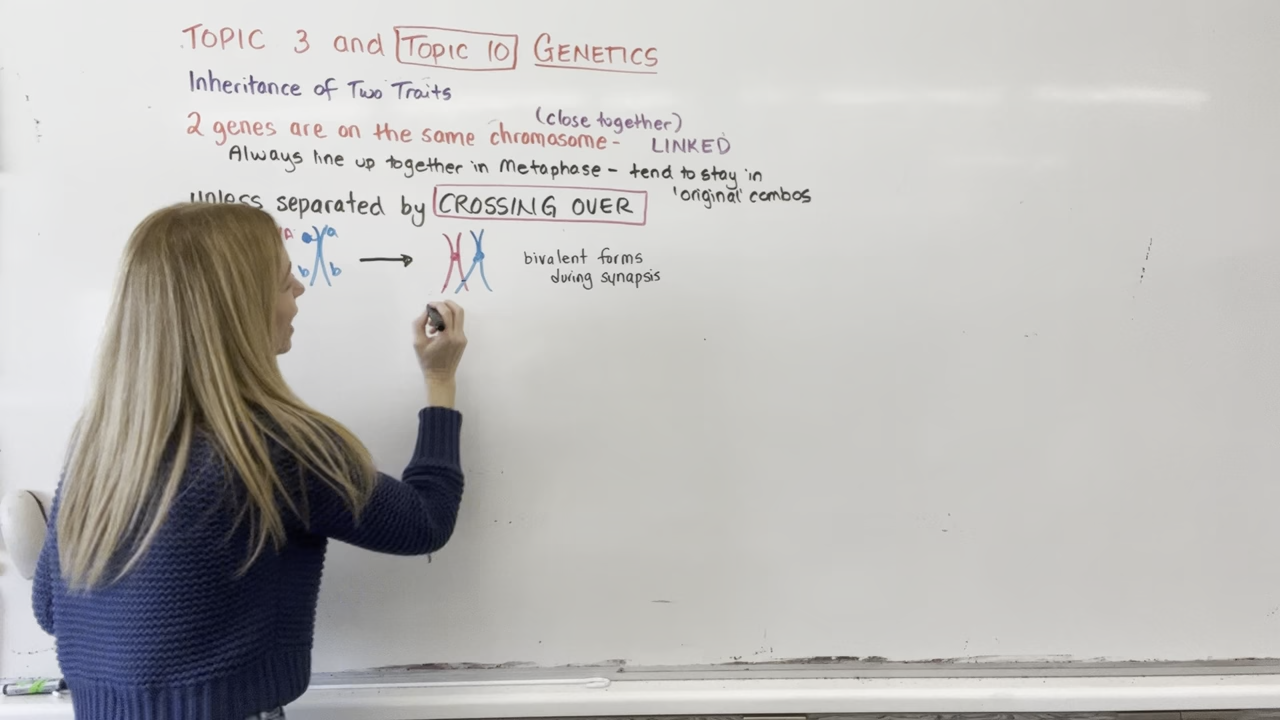 TOPIC 3 and TOPIC 10 GENETICS
Inheritance of Two Traits
(close together)
2 genes are on the same chromosome - LINKED
Always line up together in Metaphase - tend to stay in
'original' combos
unless separated by CROSSING OVER
A a a
b b
bivalent forms
during synapsis